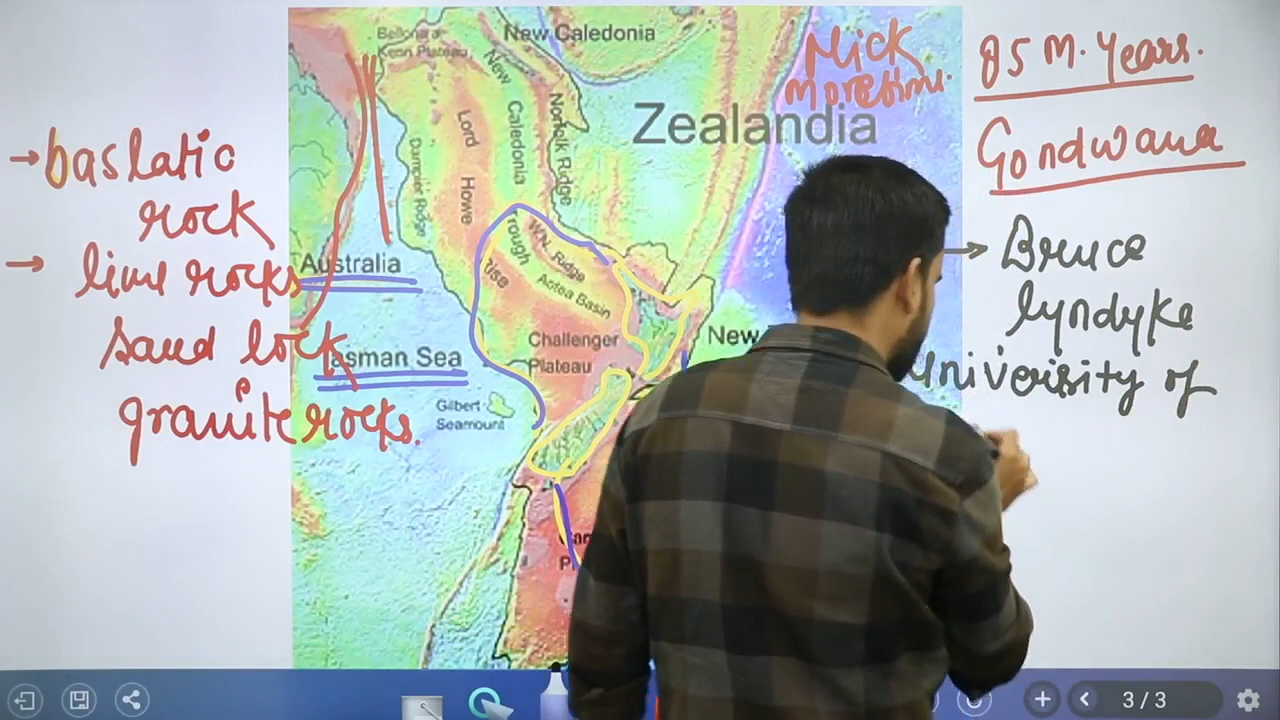 → baslatic
rock
→ lime rocks
sand lock
granite rocks.
Bellona
Kenn Plateau
New Caledonia
New
Caledonia
Norfolk Ridge
Lord
Howe
Rise
Dampier Ridge
Trough
W.N. Ridge
Aotea Basin
Challenger
Plateau
Australia
Tasman Sea
Gilbert
Seamount
New
Zealandia
Mick
85 M. Years.
Gondwana
→ Bruce
lyndyke
University of
3 / 3